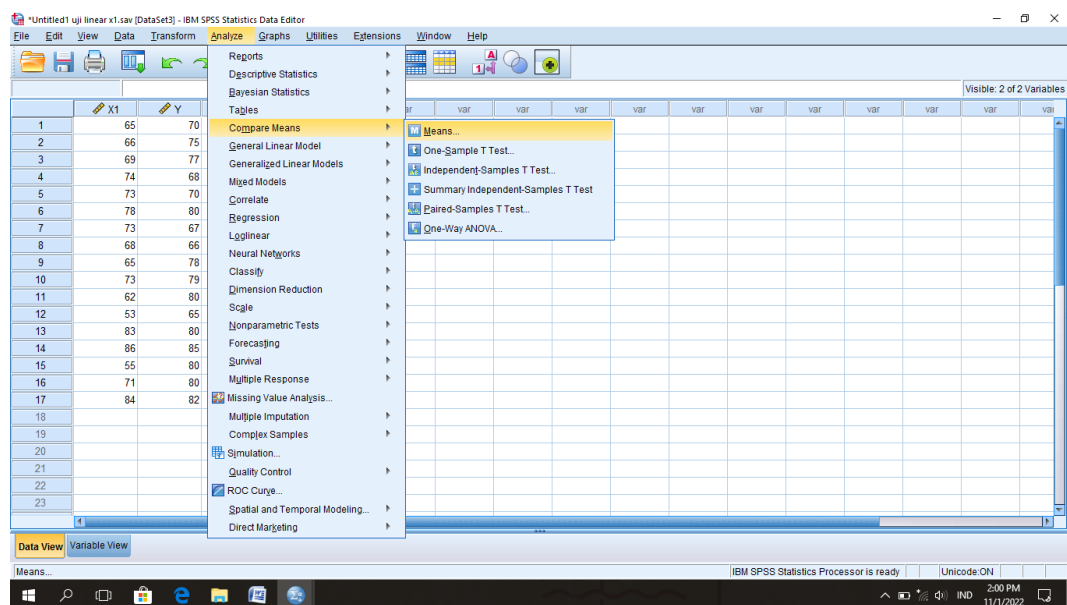 *Untitled1 uji linear x1.sav [DataSet3] - IBM SPSS Statistics Data Editor
File Edit View Data Transform Analyze Graphs Utilities Extensions Window Help
Visible: 2 of 2 Variables
X1 Y var var var var var var var var var var
1 65 70
2 66 75
3 69 77
4 74 68
5 73 70
6 78 80
7 73 67
8 68 66
9 65 78
10 73 79
11 62 80
12 53 65
13 83 80
14 86 85
15 55 80
16 71 80
17 84 82
18
19
20
21
22
23
Reports
Descriptive Statistics
Bayesian Statistics
Tables
Compare Means
General Linear Model
Generalized Linear Models
Mixed Models
Correlate
Regression
Loglinear
Neural Networks
Classify
Dimension Reduction
Scale
Nonparametric Tests
Forecasting
Survival
Multiple Response
Missing Value Analysis...
Multiple Imputation
Complex Samples
Simulation...
Quality Control
ROC Curve...
Spatial and Temporal Modeling...
Direct Marketing
Means...
One-Sample T Test...
Independent-Samples T Test...
Summary Independent-Samples T Test
Paired-Samples T Test...
One-Way ANOVA...
Data View Variable View
Means...
IBM SPSS Statistics Processor is ready Unicode:ON
IND 2:00 PM
11/1/2022